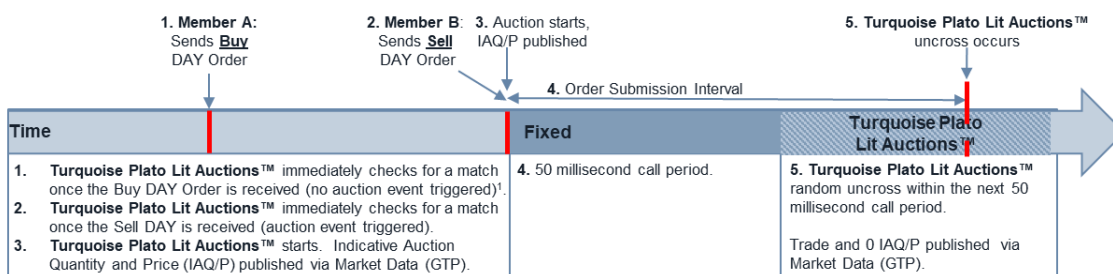 1. Member A:
Sends Buy
DAY Order
2. Member B:
Sends Sell
DAY Order
3. Auction starts,
IAQ/P published
5. Turquoise Plato Lit Auctions™
uncross occurs
4. Order Submission Interval
Time
Fixed
Turquoise Plato
Lit Auctions™
1. Turquoise Plato Lit Auctions™ immediately checks for a match
once the Buy DAY Order is received (no auction event triggered)¹.
2. Turquoise Plato Lit Auctions™ immediately checks for a match
once the Sell DAY is received (auction event triggered).
3. Turquoise Plato Lit Auctions™ starts. Indicative Auction
Quantity and Price (IAQ/P) published via Market Data (GTP).
4. 50 millisecond call period.
5. Turquoise Plato Lit Auctions™
random uncross within the next 50
millisecond call period.
Trade and 0 IAQ/P published via
Market Data (GTP).